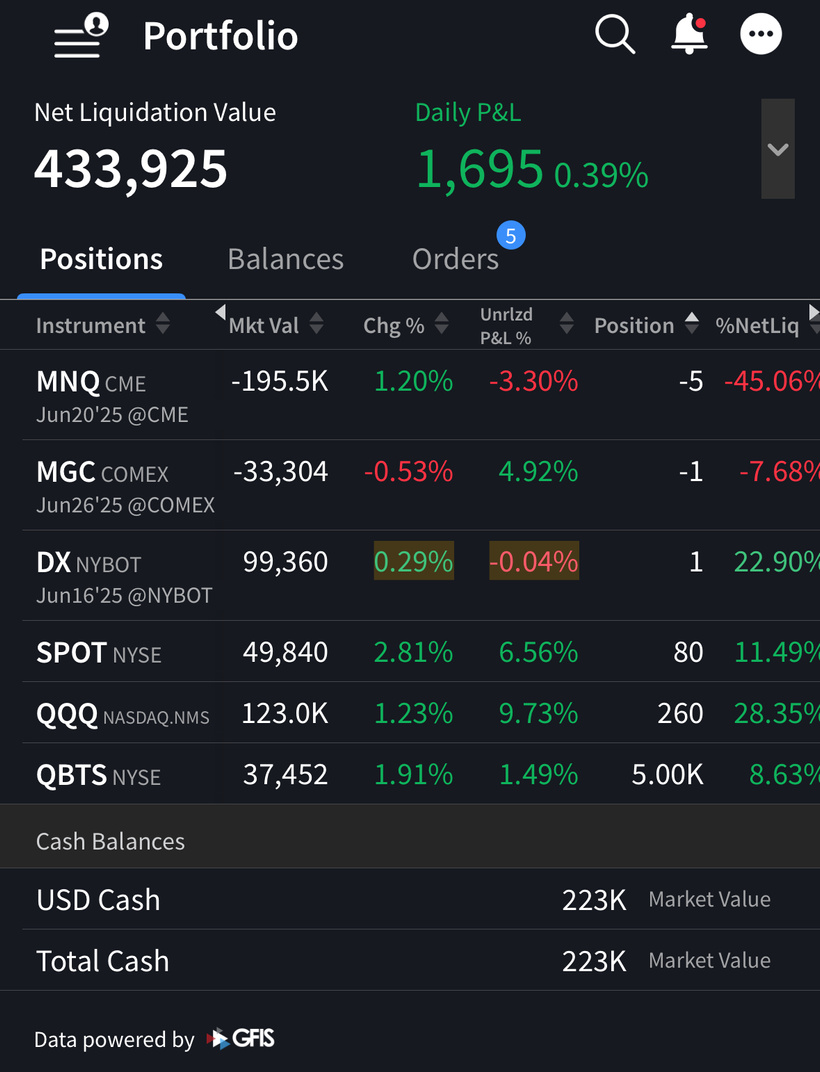 Portfolio
Net Liquidation Value Daily P&L
433,925 1,695 0.39%
Positions Balances Orders 5
Instrument Mkt Val Chg % Unrlzd P&L % Position %NetLiq
MNQ CME -195.5K 1.20% -3.30% -5 -45.06%
Jun20'25 @CME
MGC COMEX -33,304 -0.53% 4.92% -1 -7.68%
Jun26'25 @COMEX
DX NYBOT 99,360 0.29% -0.04% 1 22.90%
Jun16'25 @NYBOT
SPOT NYSE 49,840 2.81% 6.56% 80 11.49%
QQQ NASDAQ.NMS 123.0K 1.23% 9.73% 260 28.35%
QBTS NYSE 37,452 1.91% 1.49% 5.00K 8.63%
Cash Balances
USD Cash 223K Market Value
Total Cash 223K Market Value
Data powered by GFIS